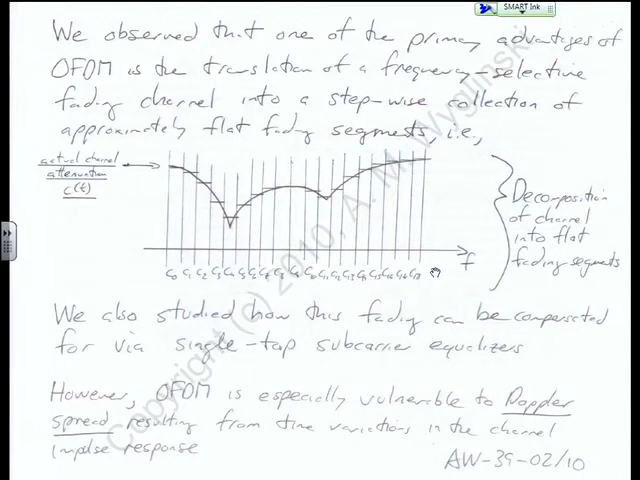 SMART Ink
We observed that one of the primary advantages of
OFDM is the translation of a frequency-selective
fading channel into a step-wise collection of
approximately flat fading segments, i.e.,
actual channel
attenuation
C(t)
Decomposition
of channel
into flat
fading segments
f
We also studied how this fading can be compensated
for via single-tap subcarrier equalizers
However, OFDM is especially vulnerable to Doppler
spread resulting from time variations in the channel
impulse response
AW-39-02/10
Copyright (c) 2010, A. M. Wyglinski